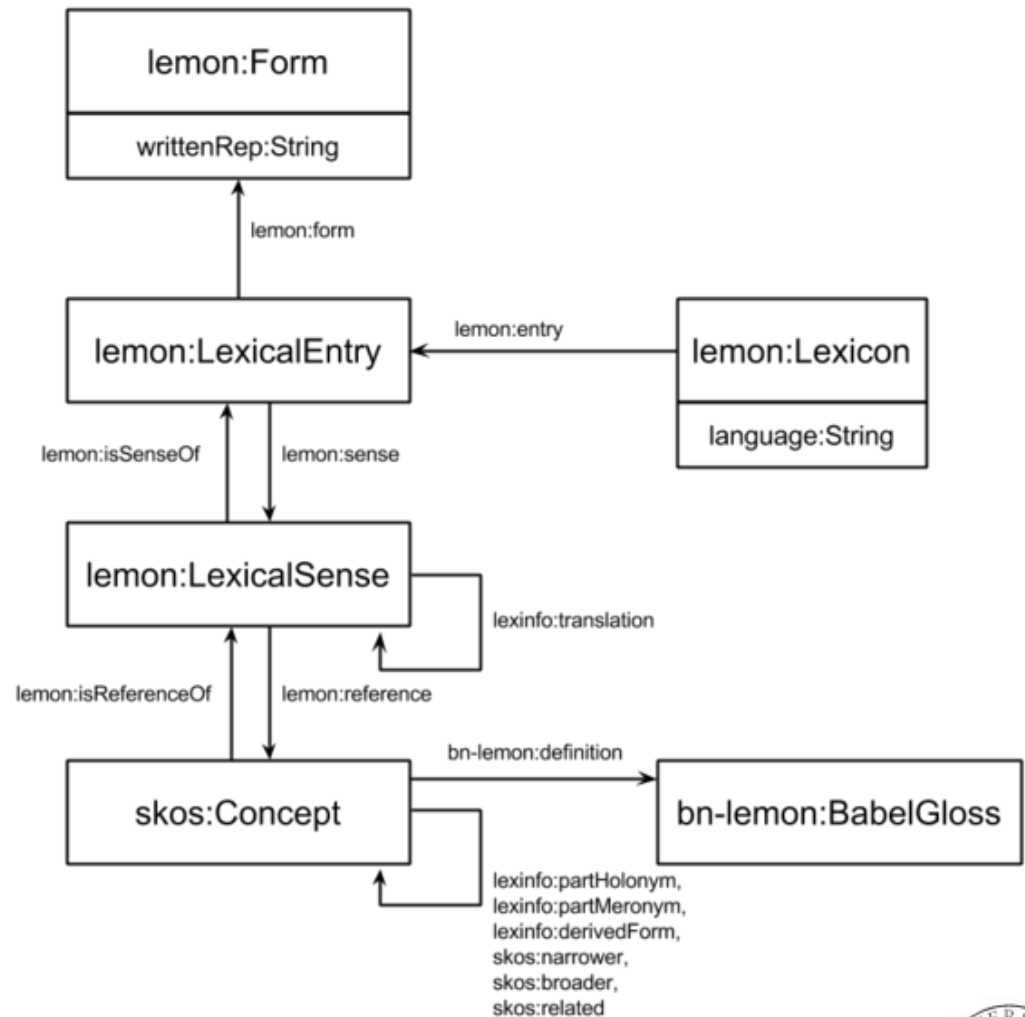 lemon:Form
writtenRep:String
lemon:form
lemon:LexicalEntry
lemon:entry
lemon:Lexicon
language:String
lemon:isSenseOf
lemon:sense
lemon:LexicalSense
lexinfo:translation
lemon:isReferenceOf
lemon:reference
bn-lemon:definition
skos:Concept
bn-lemon:BabelGloss
lexinfo:partHolonym,
lexinfo:partMeronym,
lexinfo:derivedForm,
skos:narrower,
skos:broader,
skos:related